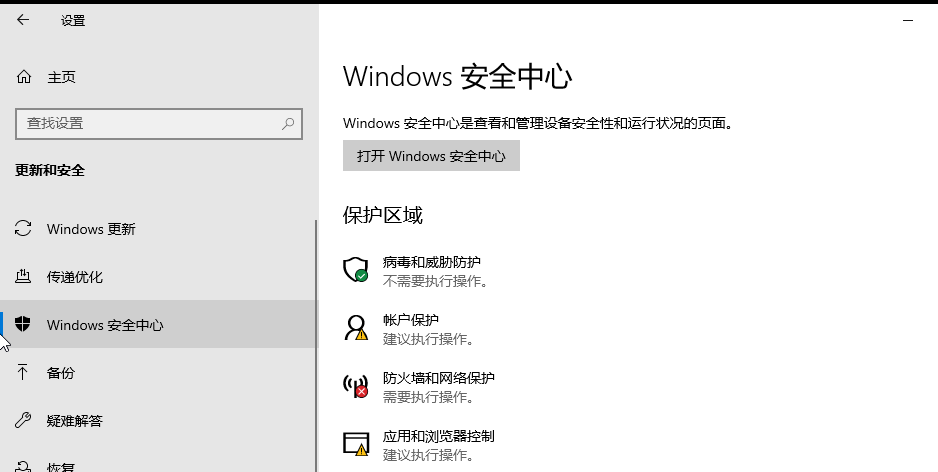 设置
主页
查找设置
更新和安全
Windows 更新
传递优化
Windows 安全中心
备份
疑难解答
恢复
Windows 安全中心
Windows 安全中心是查看和管理设备安全性和运行状况的页面。
打开 Windows 安全中心
保护区域
病毒和威胁防护
不需要执行操作。
帐户保护
建议执行操作。
防火墙和网络保护
需要执行操作。
应用和浏览器控制
建议执行操作。